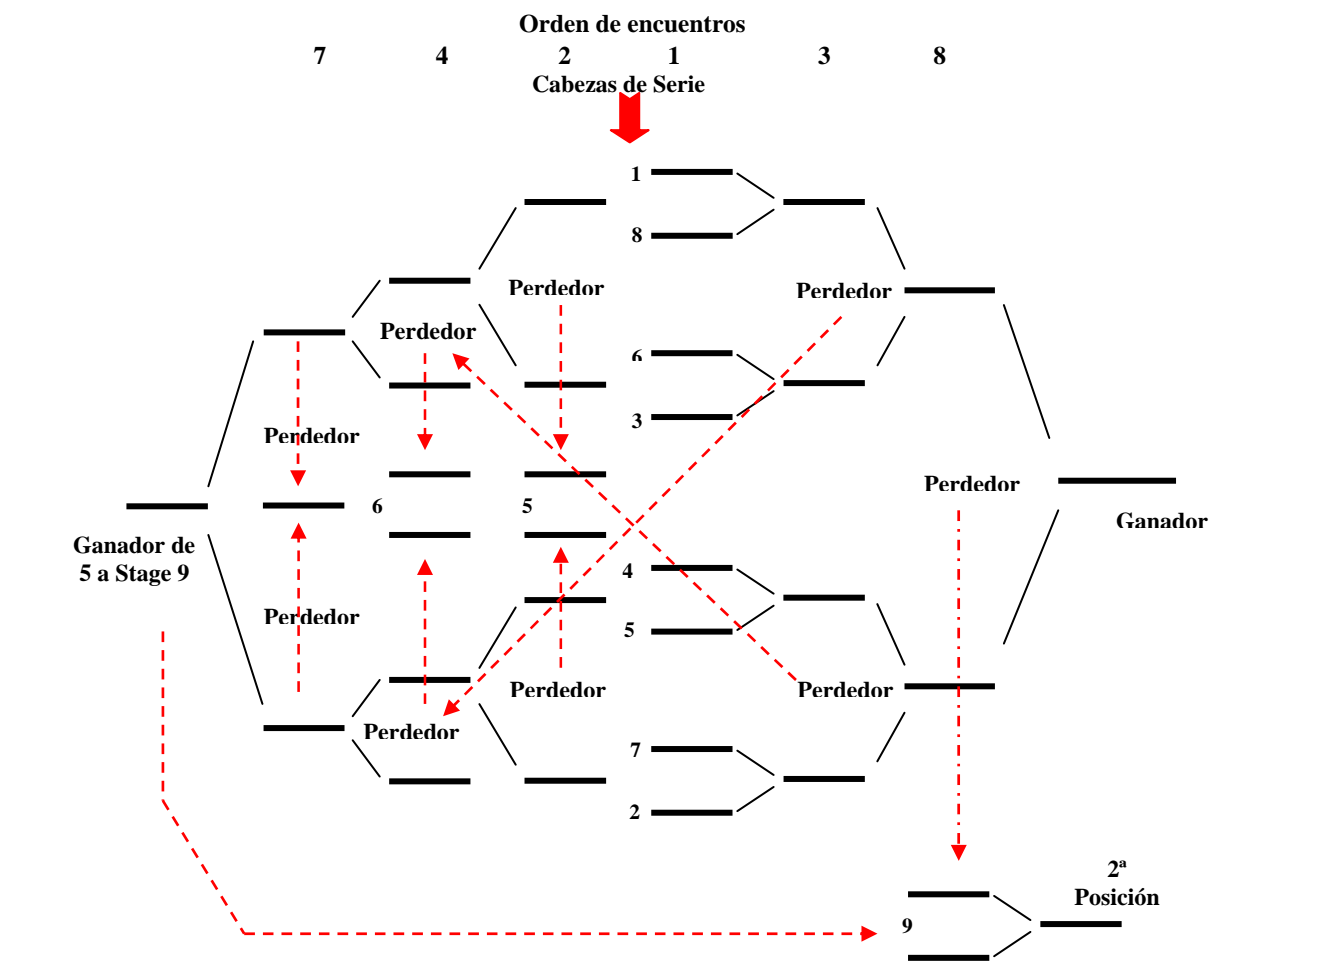 Orden de encuentros
7 4 2 1 3 8
Cabezas de Serie
1
8
Perdedor
Perdedor
Perdedor
6
3
Perdedor
Perdedor
6
5
Ganador
Ganador de
5 a Stage 9
4
5
Perdedor
Perdedor
Perdedor
Perdedor
7
2
2ª
Posición
9